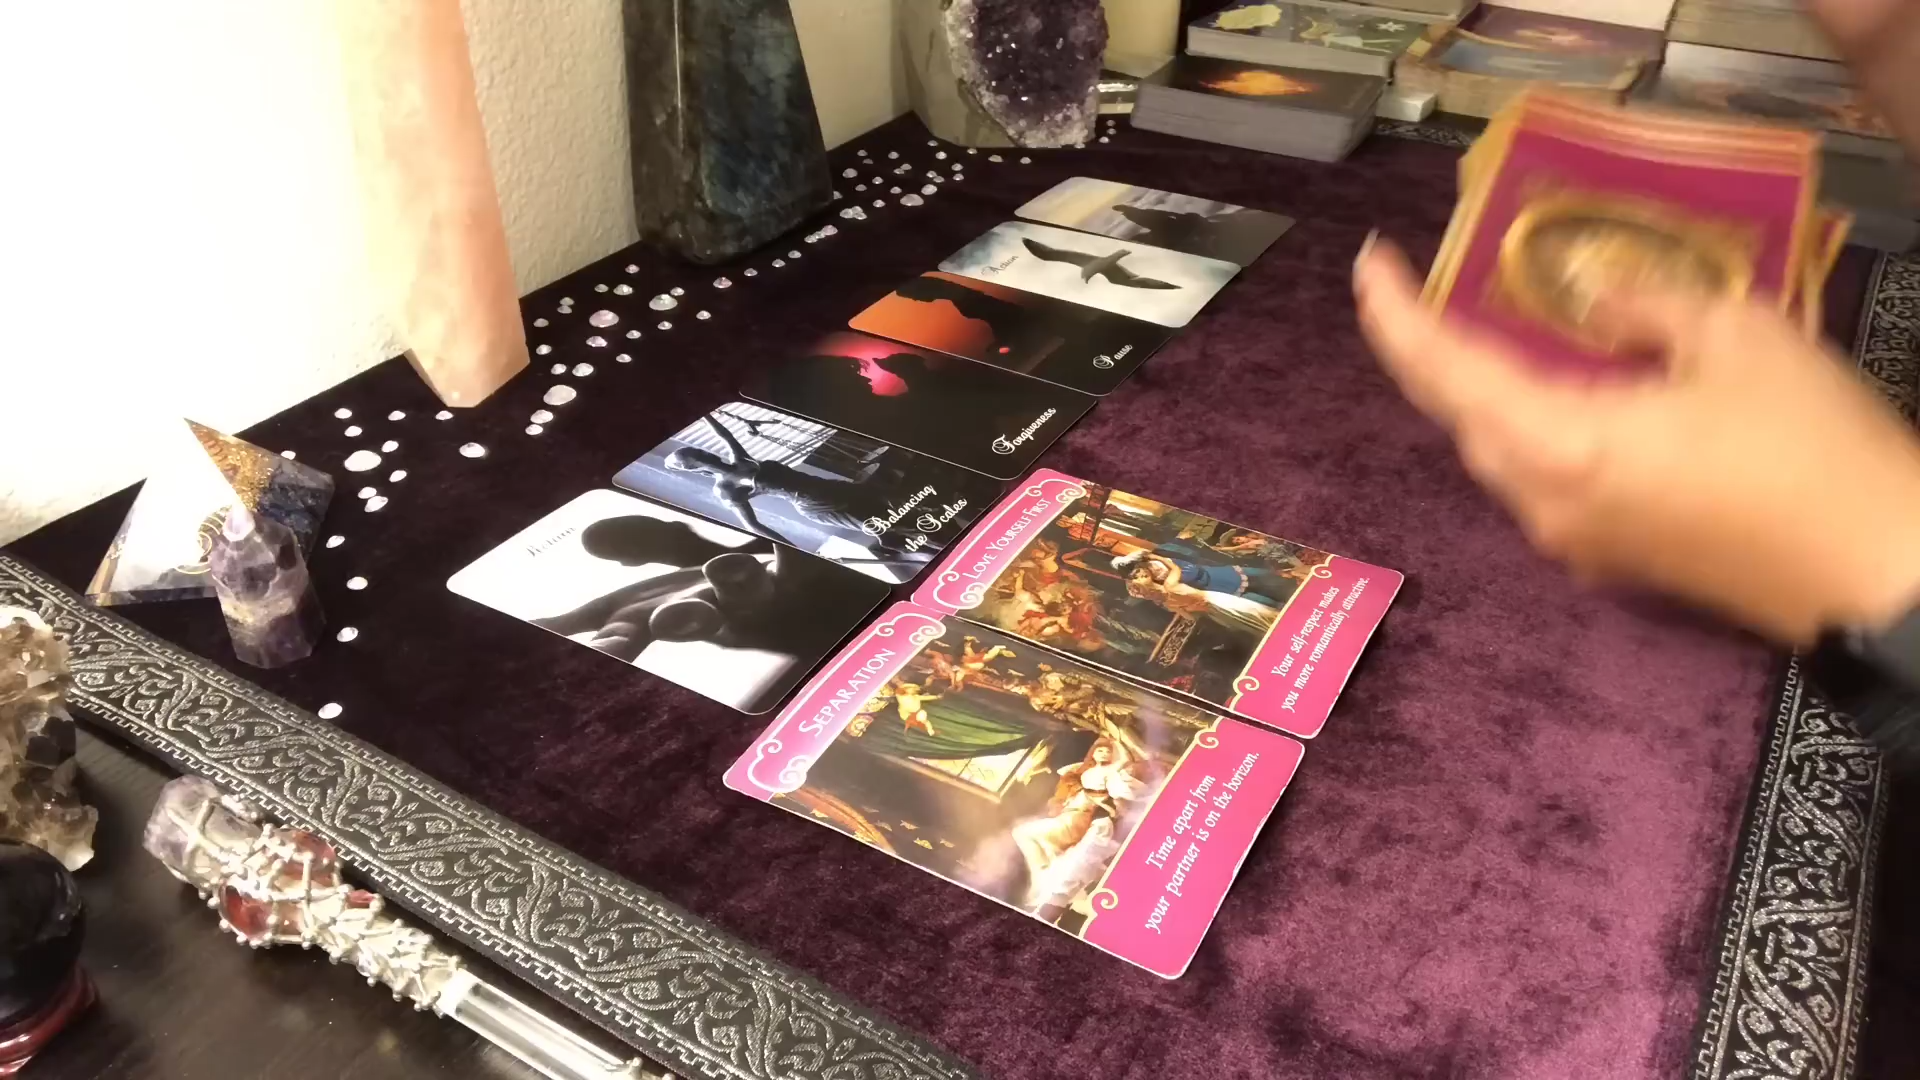 Action
Pause
Forgiveness
Balancing
the Scales
Return
LOVE YOURSELF FIRST
Your self-respect makes
you more romantically attractive.
SEPARATION
Time apart from
your partner is on the horizon.